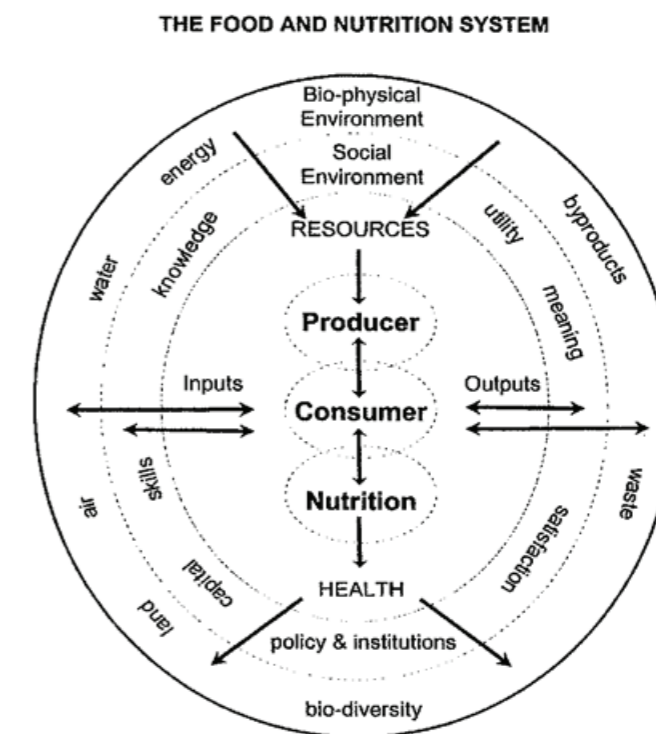 THE FOOD AND NUTRITION SYSTEM
Bio-physical
Environment
Social
Environment
energy
water
knowledge
RESOURCES
utility
byproducts
meaning
Producer
Inputs
Consumer
Outputs
skills
air
Nutrition
waste
satisfaction
capital
land
HEALTH
policy & institutions
bio-diversity